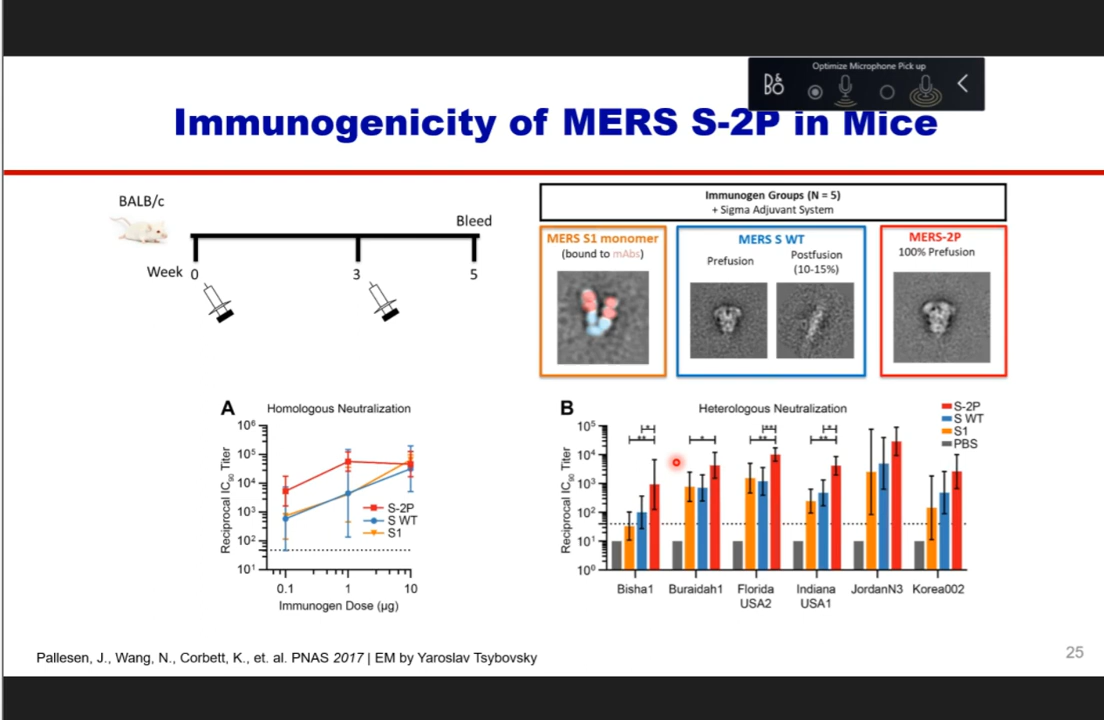 Optimize Microphone Pick up
B&O
Immunogenicity of MERS S-2P in Mice
BALB/c
Bleed
Week 0 3 5
Immunogen Groups (N = 5)
+ Sigma Adjuvant System
MERS S1 monomer
(bound to mAbs)
MERS S WT
Prefusion
Postfusion
(10-15%)
MERS-2P
100% Prefusion
A
Homologous Neutralization
Reciprocal IC50 Titer
10⁶
10⁵
10⁴
10³
10²
10¹
S-2P
S WT
S1
0.1 1 10
Immunogen Dose (µg)
B
Heterologous Neutralization
Reciprocal IC50 Titer
10⁵
10⁴
10³
10²
10¹
10⁰
** * * ** ** ** *
S-2P
S WT
S1
PBS
Bisha1 Buraidah1 Florida Indiana JordanN3 Korea002
USA2 USA1
Pallesen, J., Wang, N., Corbett, K., et. al. PNAS 2017 | EM by Yaroslav Tsybovsky
25